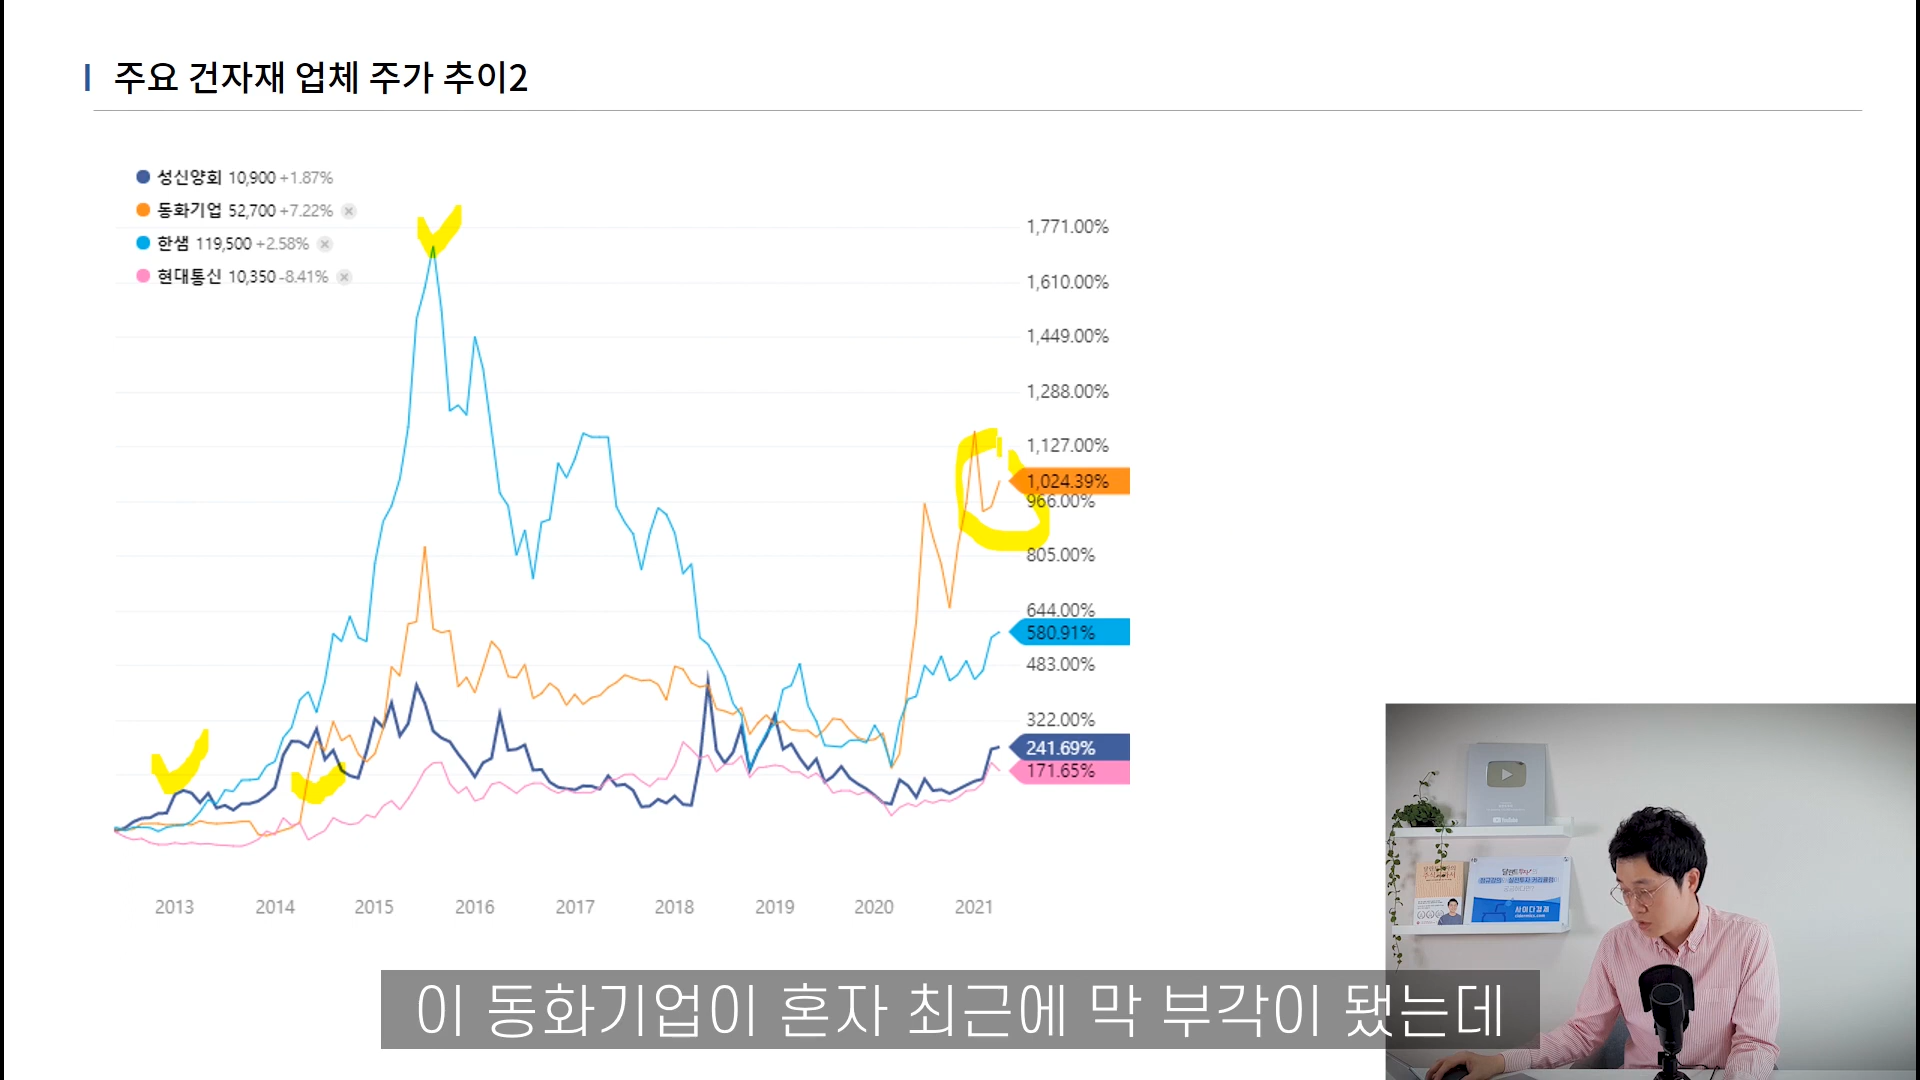 주요 건자재 업체 주가 추이2
성신양회 10,900 +1.87%
동화기업 52,700 +7.22%
한샘 119,500 +2.58%
현대통신 10,350 -8.41%
1,771.00%
1,610.00%
1,449.00%
1,288.00%
1,127.00%
1,024.39%
966.00%
805.00%
644.00%
580.91%
483.00%
322.00%
241.69%
171.65%
2013 2014 2015 2016 2017 2018 2019 2020 2021
사이다경제
이 동화기업이 혼자 최근에 막 부각이 됐는데